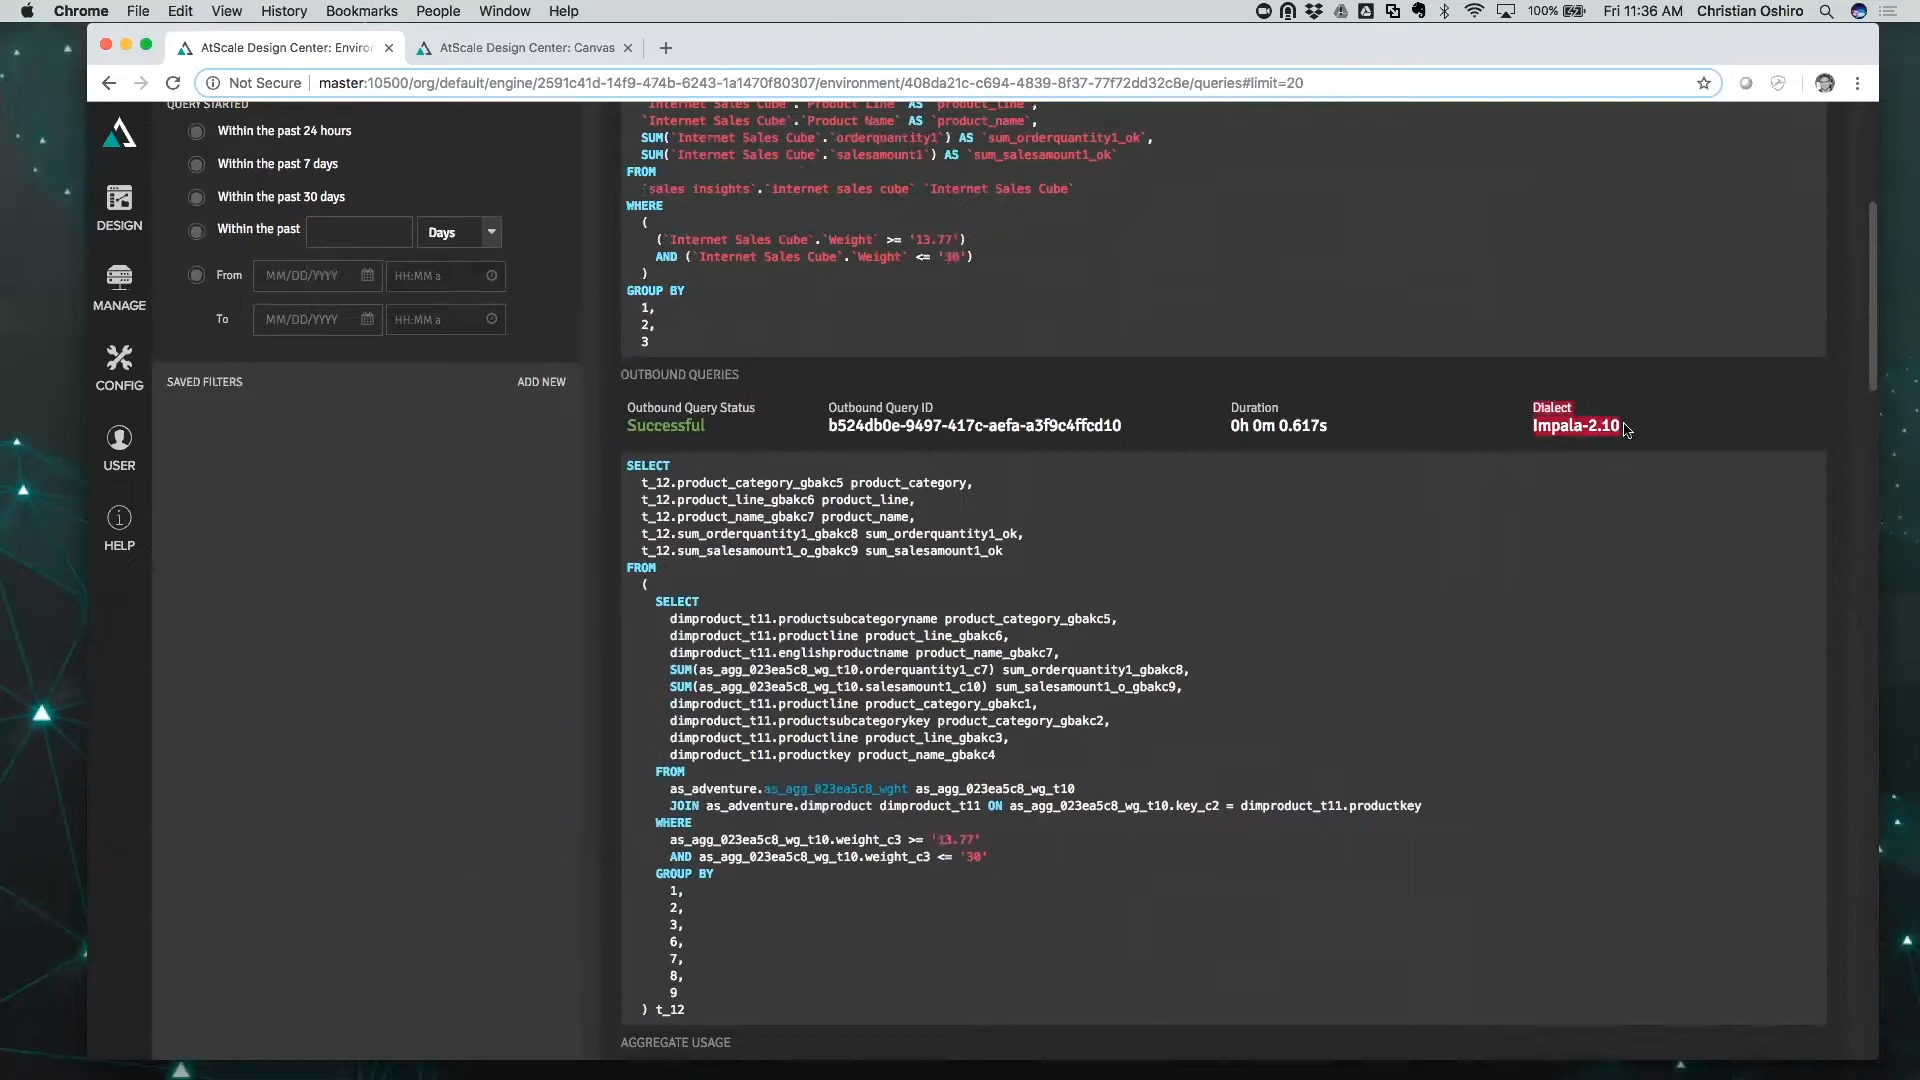 Chrome File Edit View History Bookmarks People Window Help 100% Fri 11:36 AM Christian Oshiro
AtScale Design Center: Enviror
AtScale Design Center: Canvas
Not Secure master:10500/org/default/engine/2591c41d-14f9-474b-6243-1a1470f80307/environment/408da21c-c694-4839-8f37-77f72dd32c8e/queries#limit=20
DESIGN
MANAGE
CONFIG
USER
HELP
QUERY STARTED
Within the past 24 hours
Within the past 7 days
Within the past 30 days
Within the past Days
From MM/DD/YYYY HH:MM a
To MM/DD/YYYY HH:MM a
SAVED FILTERS ADD NEW
`Internet Sales Cube`.`Product Line` AS `product_line`,
`Internet Sales Cube`.`Product Name` AS `product_name`,
SUM(`Internet Sales Cube`.`orderquantity1`) AS `sum_orderquantity1_ok`,
SUM(`Internet Sales Cube`.`salesamount1`) AS `sum_salesamount1_ok`
FROM
`sales insights`.`internet sales cube` `Internet Sales Cube`
WHERE
(
(`Internet Sales Cube`.`Weight` >= '13.77')
AND (`Internet Sales Cube`.`Weight` <= '30')
)
GROUP BY
1,
2,
3
OUTBOUND QUERIES
Outbound Query Status Outbound Query ID Duration Dialect
Successful b524db0e-9497-417c-aefa-a3f9c4ffcd10 0h 0m 0.617s Impala-2.10
SELECT
t_12.product_category_gbakc5 product_category,
t_12.product_line_gbakc6 product_line,
t_12.product_name_gbakc7 product_name,
t_12.sum_orderquantity1_gbakc8 sum_orderquantity1_ok,
t_12.sum_salesamount1_o_gbakc9 sum_salesamount1_ok
FROM
(
SELECT
dimproduct_t11.productsubcategoryname product_category_gbakc5,
dimproduct_t11.productline product_line_gbakc6,
dimproduct_t11.englishproductname product_name_gbakc7,
SUM(as_agg_023ea5c8_wg_t10.orderquantity1_c7) sum_orderquantity1_gbakc8,
SUM(as_agg_023ea5c8_wg_t10.salesamount1_c10) sum_salesamount1_o_gbakc9,
dimproduct_t11.productline product_category_gbakc1,
dimproduct_t11.productsubcategorykey product_category_gbakc2,
dimproduct_t11.productline product_line_gbakc3,
dimproduct_t11.productkey product_name_gbakc4
FROM
as_adventure.as_agg_023ea5c8_wght as_agg_023ea5c8_wg_t10
JOIN as_adventure.dimproduct dimproduct_t11 ON as_agg_023ea5c8_wg_t10.key_c2 = dimproduct_t11.productkey
WHERE
as_agg_023ea5c8_wg_t10.weight_c3 >= '13.77'
AND as_agg_023ea5c8_wg_t10.weight_c3 <= '30'
GROUP BY
1,
2,
3,
6,
7,
8,
9
) t_12
AGGREGATE USAGE